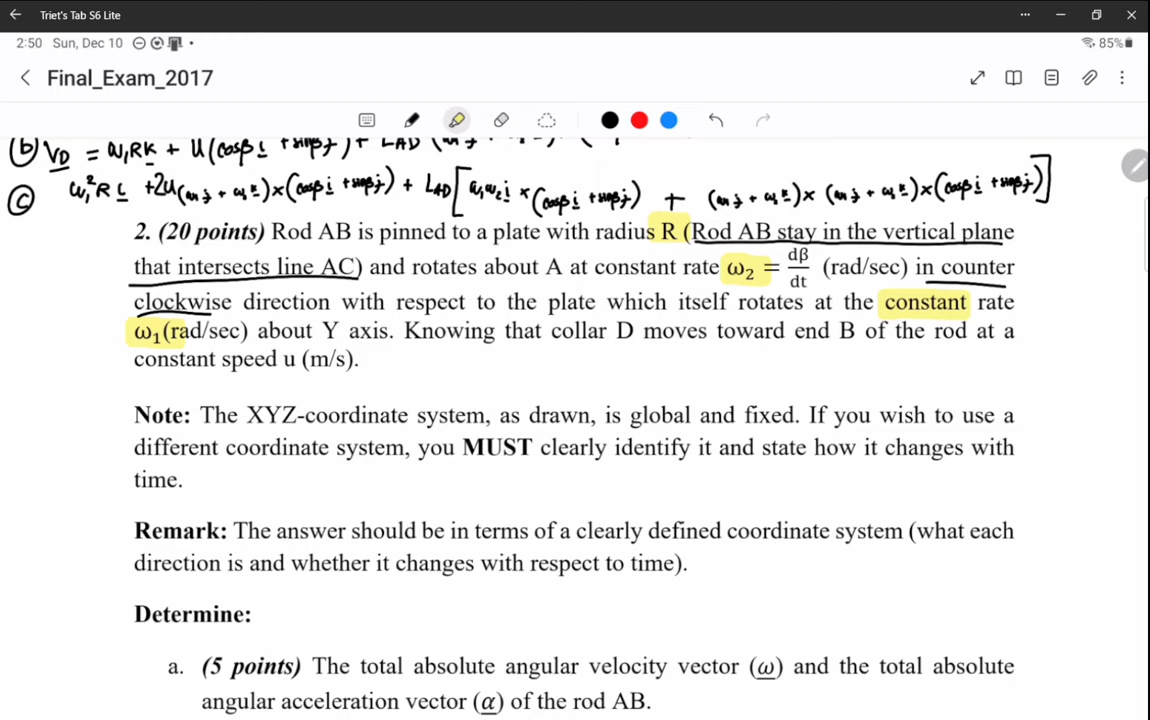 Triet's Tab S6 Lite
2:50 Sun, Dec 10
85%
Final_Exam_2017
(b) V_D = ω₁RK + U(cosβ i + sinβ j) + L_AD
(c) ω₁²R i + 2u(ω₁ j + ω₂ k)×(cosβ i + sinβ j) + L_AD [ω₁ω₂ i × (cosβ i + sinβ j) + (ω₁ j + ω₂ k) × (ω₁ j + ω₂ k) × (cosβ i + sinβ j)]
2. (20 points) Rod AB is pinned to a plate with radius R (Rod AB stay in the vertical plane
that intersects line AC) and rotates about A at constant rate ω₂ = dβ/dt (rad/sec) in counter
clockwise direction with respect to the plate which itself rotates at the constant rate
ω₁(rad/sec) about Y axis. Knowing that collar D moves toward end B of the rod at a
constant speed u (m/s).
Note: The XYZ-coordinate system, as drawn, is global and fixed. If you wish to use a
different coordinate system, you MUST clearly identify it and state how it changes with
time.
Remark: The answer should be in terms of a clearly defined coordinate system (what each
direction is and whether it changes with respect to time).
Determine:
a. (5 points) The total absolute angular velocity vector (ω) and the total absolute
angular acceleration vector (α) of the rod AB.